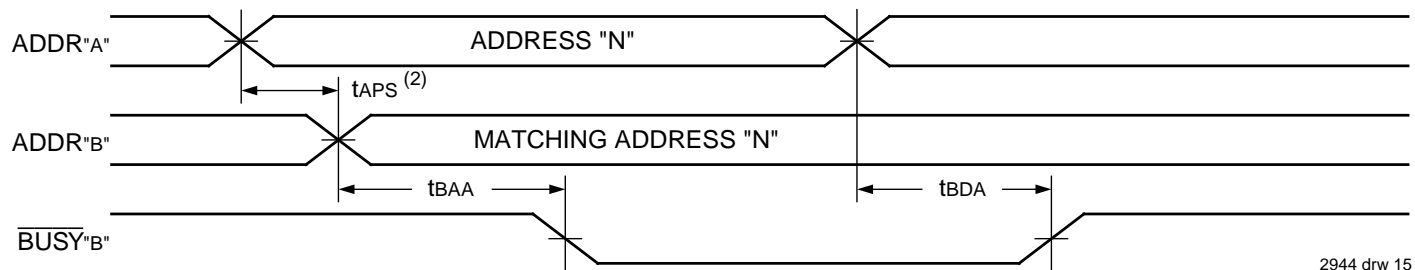 ADDR"A"
ADDRESS "N"
tAPS (2)
ADDR"B"
MATCHING ADDRESS "N"
tBAA
tBDA
BUSY"B"
2944 drw 15